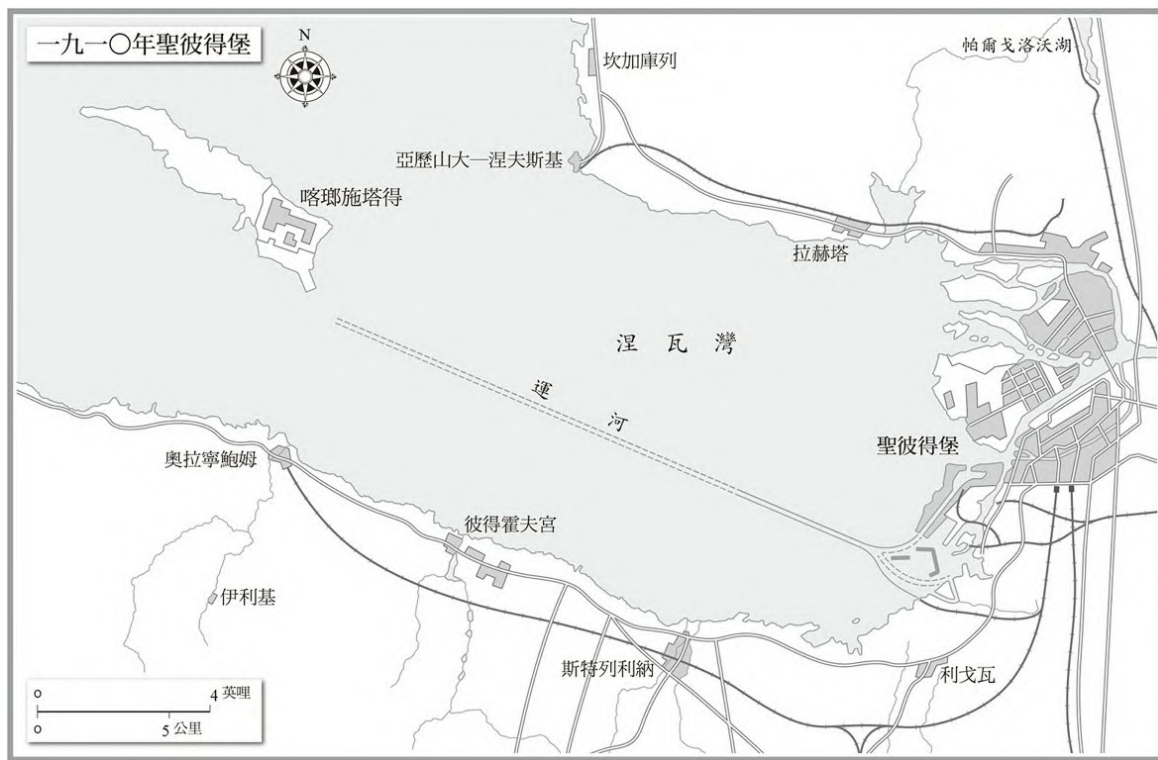 一九一〇年聖彼得堡
N
帕爾戈洛沃湖
坎加庫列
亞歷山大—涅夫斯基
喀瑯施塔得
拉赫塔
涅瓦灣
運河
聖彼得堡
奧拉寧鮑姆
彼得霍夫宮
伊利基
斯特列利納
利戈瓦
0 4 英哩
0 5 公里